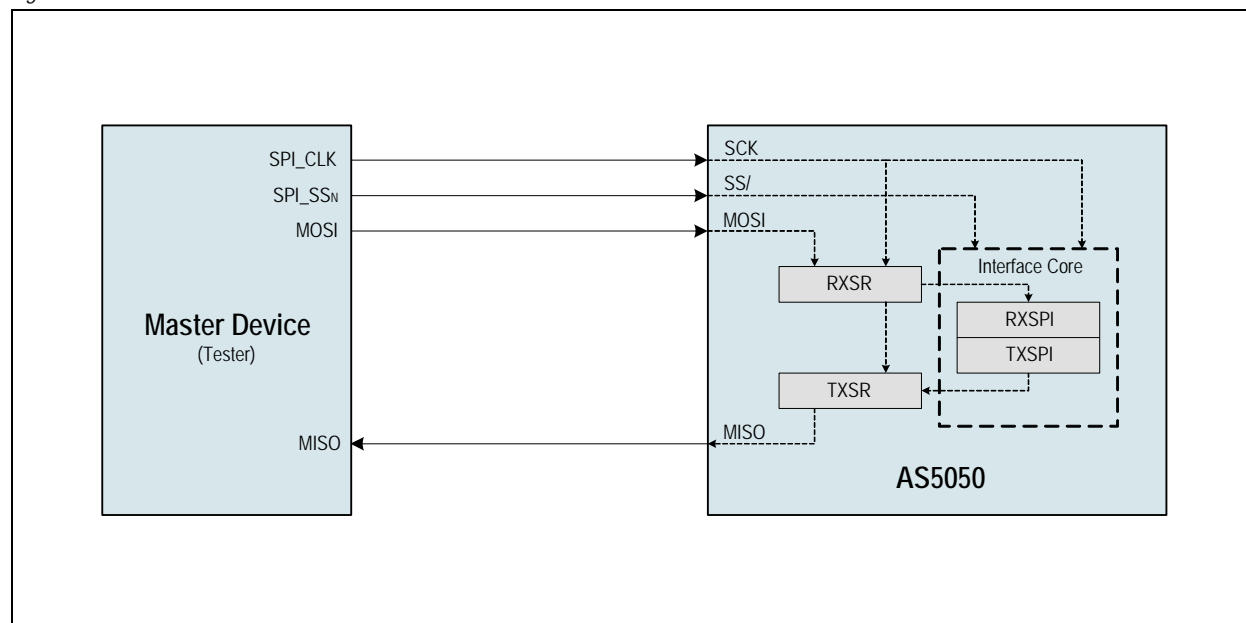 SPI_CLK
SPI_SSN
MOSI
Master Device
(Tester)
MISO
SCK
SS/
MOSI
Interface Core
RXSR
RXSPI
TXSPI
TXSR
MISO
AS5050